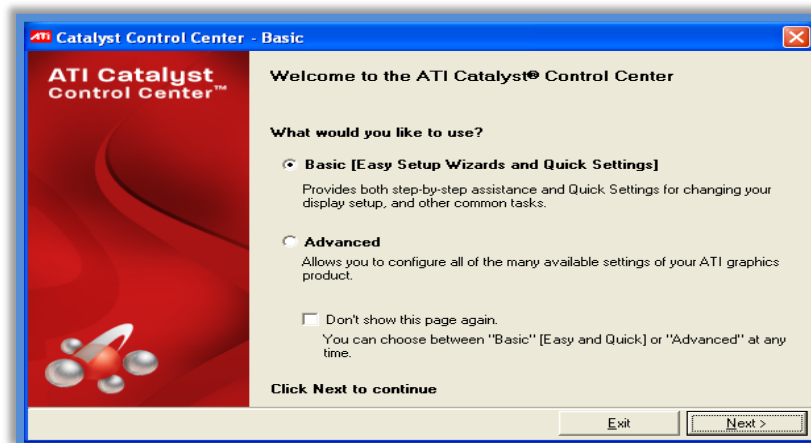 ATI Catalyst Control Center - Basic
ATI Catalyst
Control Center™
Welcome to the ATI Catalyst® Control Center
What would you like to use?
Basic [Easy Setup Wizards and Quick Settings]
Provides both step-by-step assistance and Quick Settings for changing your
display setup, and other common tasks.
Advanced
Allows you to configure all of the many available settings of your ATI graphics
product.
Don't show this page again.
You can choose between "Basic" [Easy and Quick] or "Advanced" at any
time.
Click Next to continue
Exit
Next >